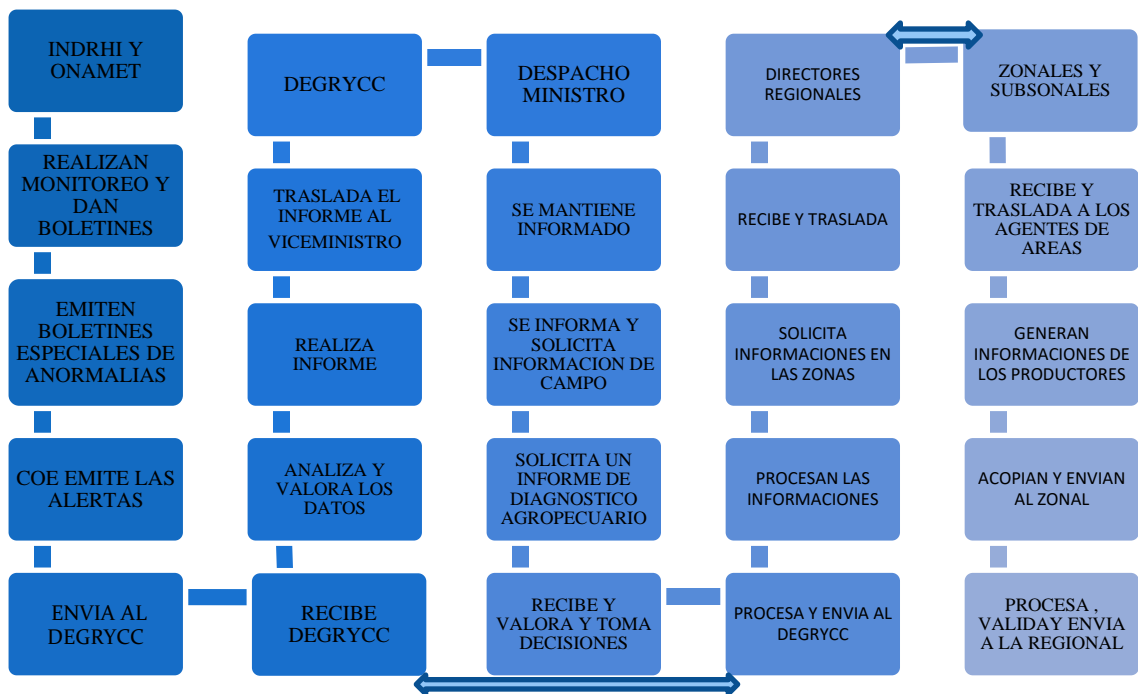 INDRHI Y
ONAMET
REALIZAN
MONITOREO Y
DAN
BOLETINES
EMITEN
BOLETINES
ESPECIALES DE
ANORMALIAS
COE EMITE LAS
ALERTAS
ENVIA AL
DEGRYCC
DEGRYCC
TRASLADA EL
INFORME AL
VICEMINISTRO
REALIZA
INFORME
ANALIZA Y
VALORA LOS
DATOS
RECIBE
DEGRYCC
DESPACHO
MINISTRO
SE MANTIENE
INFORMADO
SE INFORMA Y
SOLICITA
INFORMACION DE
CAMPO
SOLICITA UN
INFORME DE
DIAGNOSTICO
AGROPECUARIO
RECIBE Y
VALORA Y TOMA
DECISIONES
DIRECTORES
REGIONALES
RECIBE Y TRASLADA
SOLICITA
INFORMACIONES EN
LAS ZONAS
PROCESAN LAS
INFORMACIONES
PROCESA Y ENVIA AL
DEGRYCC
ZONALES Y
SUBSONALES
RECIBE Y
TRASLADA A LOS
AGENTES DE
AREAS
GENERAN
INFORMACIONES DE
LOS PRODUCTORES
ACOPIAN Y ENVIAN
AL ZONAL
PROCESA ,
VALIDAY ENVIA
A LA REGIONAL